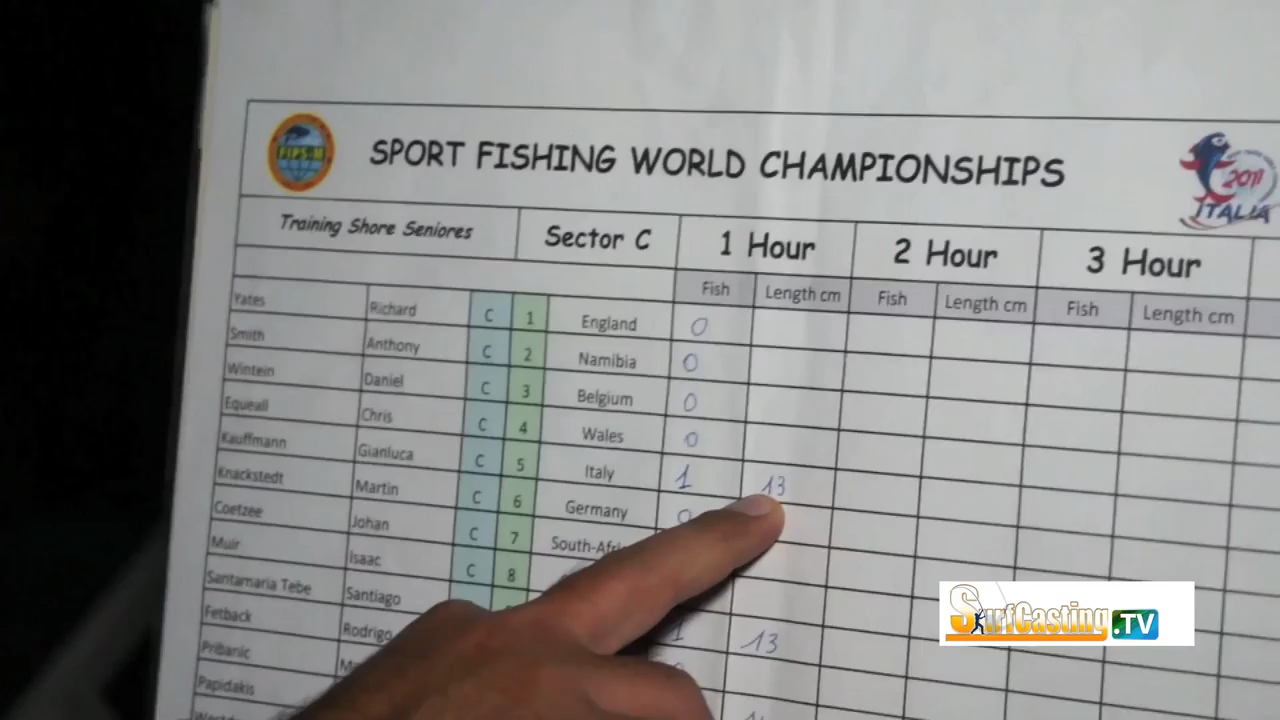 FIPS-M
SPORT FISHING WORLD CHAMPIONSHIPS
2011
ITALIA
Training Shore Seniores Sector C 1 Hour 2 Hour 3 Hour
Fish Length cm Fish Length cm Fish Length cm
Yates Richard C 1 England 0
Smith Anthony C 2 Namibia 0
Wintein Daniel C 3 Belgium 0
Equeall Chris C 4 Wales 0
Kauffmann Gianluca C 5 Italy 1 13
Knackstedt Martin C 6 Germany 0
Coetzee Johan C 7 South-Afri
Muir Isaac C 8
Santamaria Tebe Santiago
Fetback Rodrigo 1 13
Pribanic
Papidakis
SurfCasting.TV